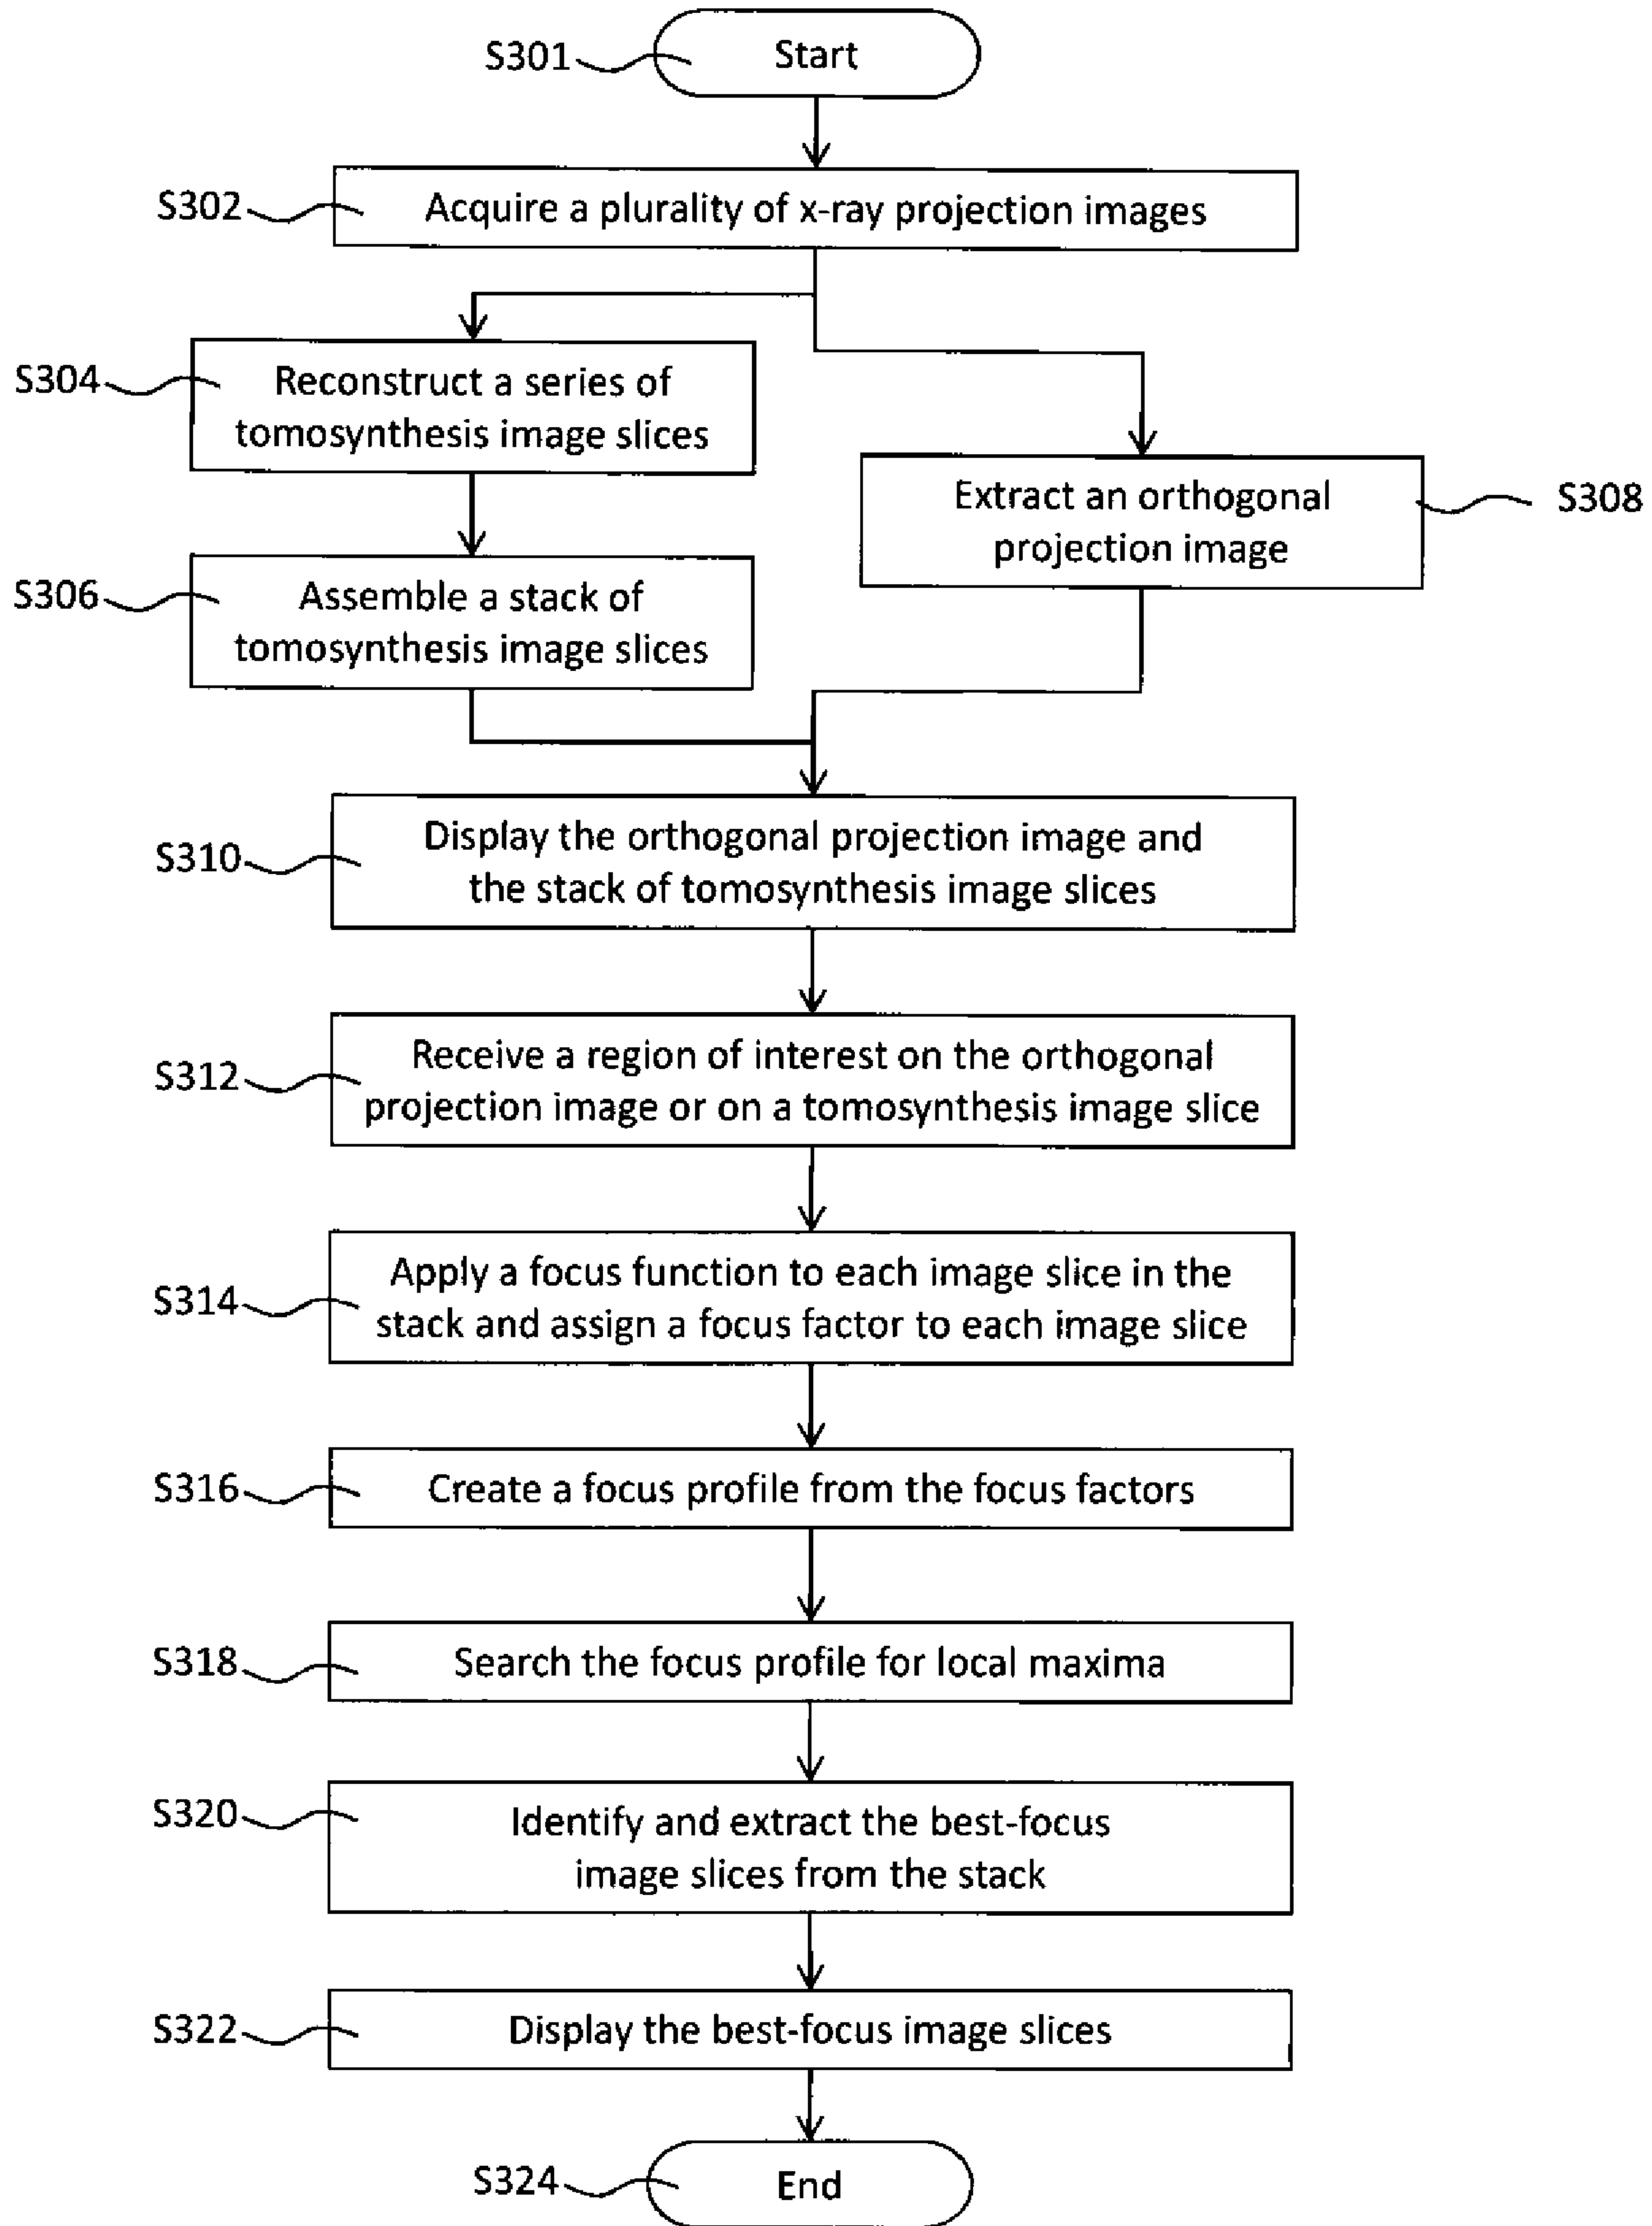 S301
Start
S302
Acquire a plurality of x-ray projection images
S304
Reconstruct a series of
tomosynthesis image slices
S308
Extract an orthogonal
projection image
S306
Assemble a stack of
tomosynthesis image slices
S310
Display the orthogonal projection image and
the stack of tomosynthesis image slices
S312
Receive a region of interest on the orthogonal
projection image or on a tomosynthesis image slice
S314
Apply a focus function to each image slice in the
stack and assign a focus factor to each image slice
S316
Create a focus profile from the focus factors
S318
Search the focus profile for local maxima
S320
Identify and extract the best-focus
image slices from the stack
S322
Display the best-focus image slices
S324
End